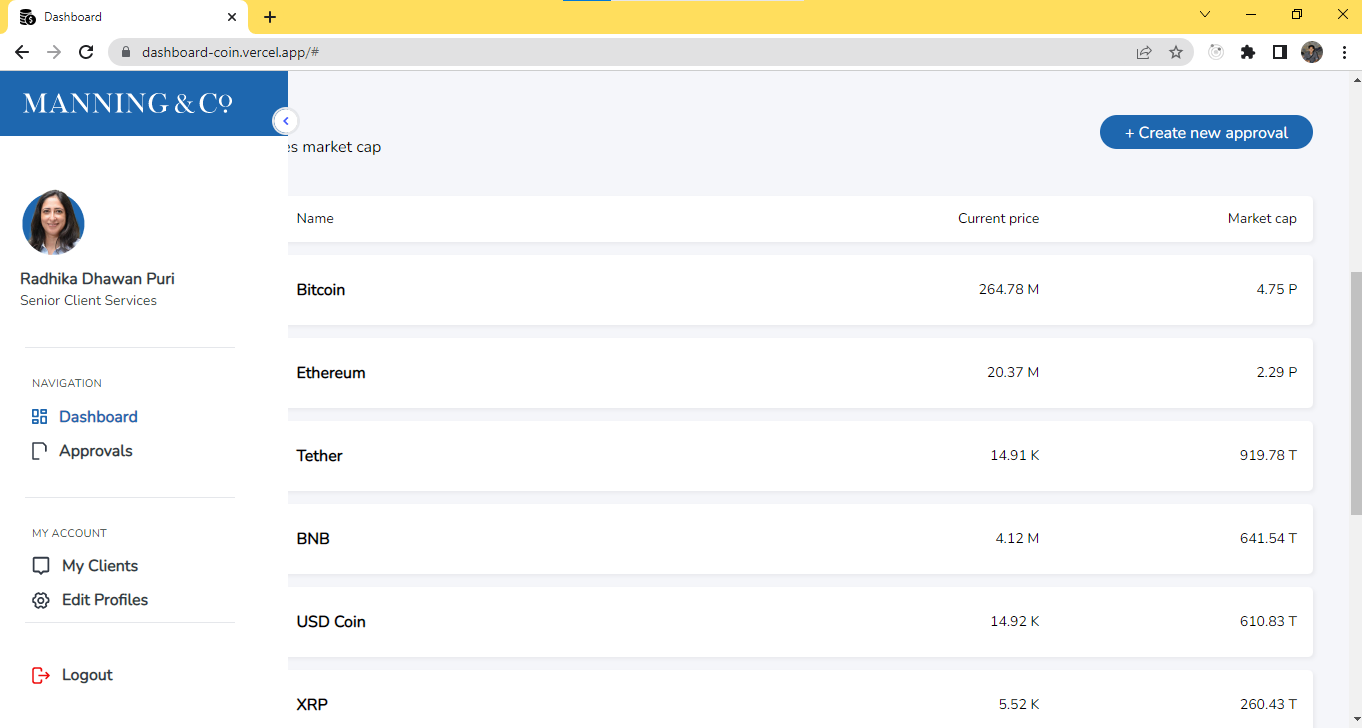 Dashboard
dashboard-coin.vercel.app/#
MANNING & CO
es market cap
+ Create new approval
Radhika Dhawan Puri
Senior Client Services
NAVIGATION
Dashboard
Approvals
MY ACCOUNT
My Clients
Edit Profiles
Logout
Name Current price Market cap
Bitcoin 264.78 M 4.75 P
Ethereum 20.37 M 2.29 P
Tether 14.91 K 919.78 T
BNB 4.12 M 641.54 T
USD Coin 14.92 K 610.83 T
XRP 5.52 K 260.43 T